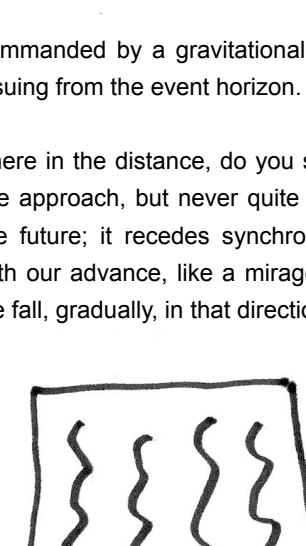 mmanded by a gravitational
suing from the event horizon.
here in the distance, do you s
e approach, but never quite
e future; it recedes synchro
th our advance, like a mirage
e fall, gradually, in that directio